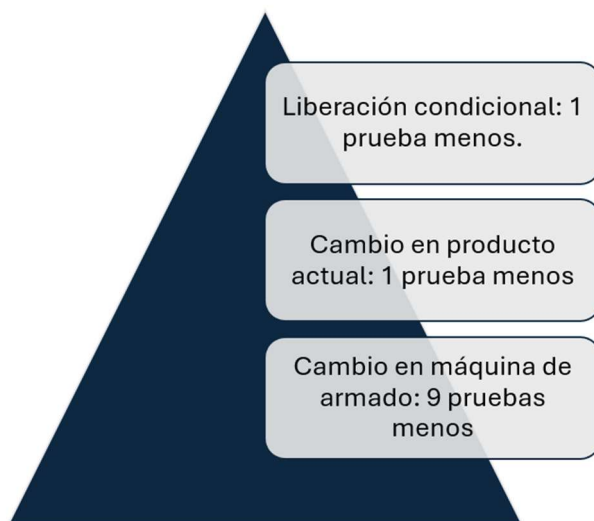 Liberación condicional: 1
prueba menos.
Cambio en producto
actual: 1 prueba menos
Cambio en máquina de
armado: 9 pruebas
menos